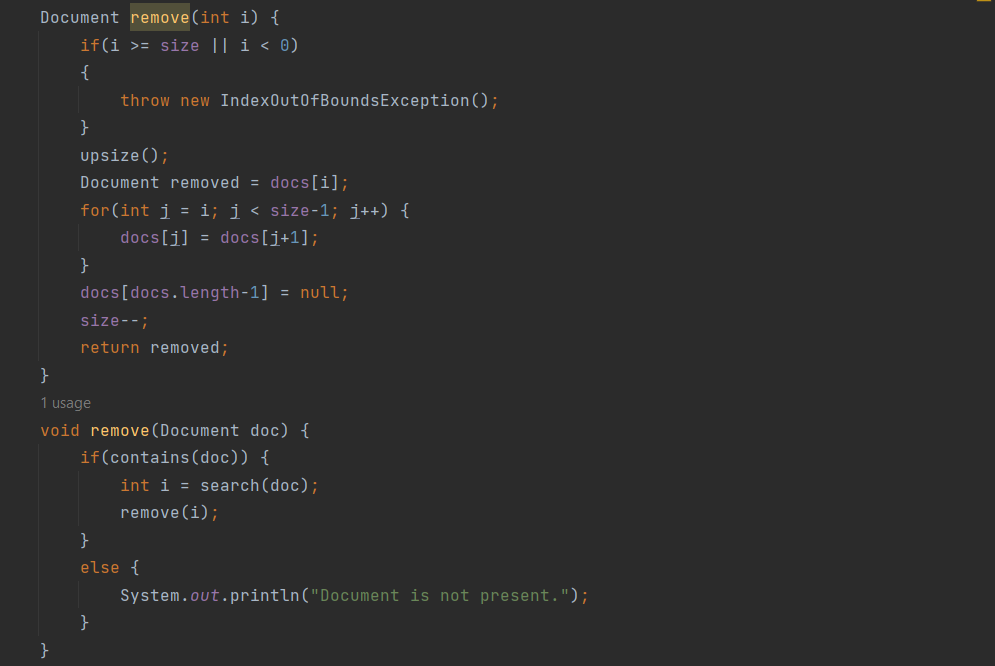 Document remove(int i) {
    if(i >= size || i < 0)
    {
        throw new IndexOutOfBoundsException();
    }
    upsize();
    Document removed = docs[i];
    for(int j = i; j < size-1; j++) {
        docs[j] = docs[j+1];
    }
    docs[docs.length-1] = null;
    size--;
    return removed;
}
1 usage
void remove(Document doc) {
    if(contains(doc)) {
        int i = search(doc);
        remove(i);
    }
    else {
        System.out.println("Document is not present.");
    }
}